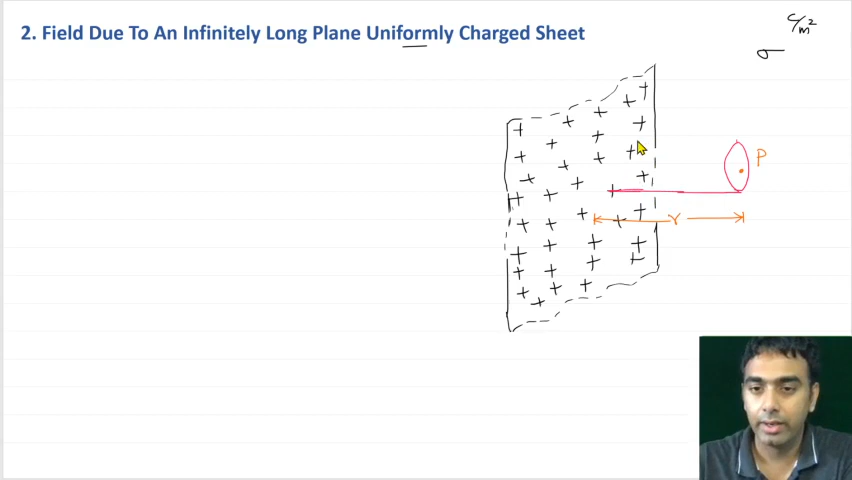 2. Field Due To An Infinitely Long Plane Uniformly Charged Sheet
σ C/m²
P
r